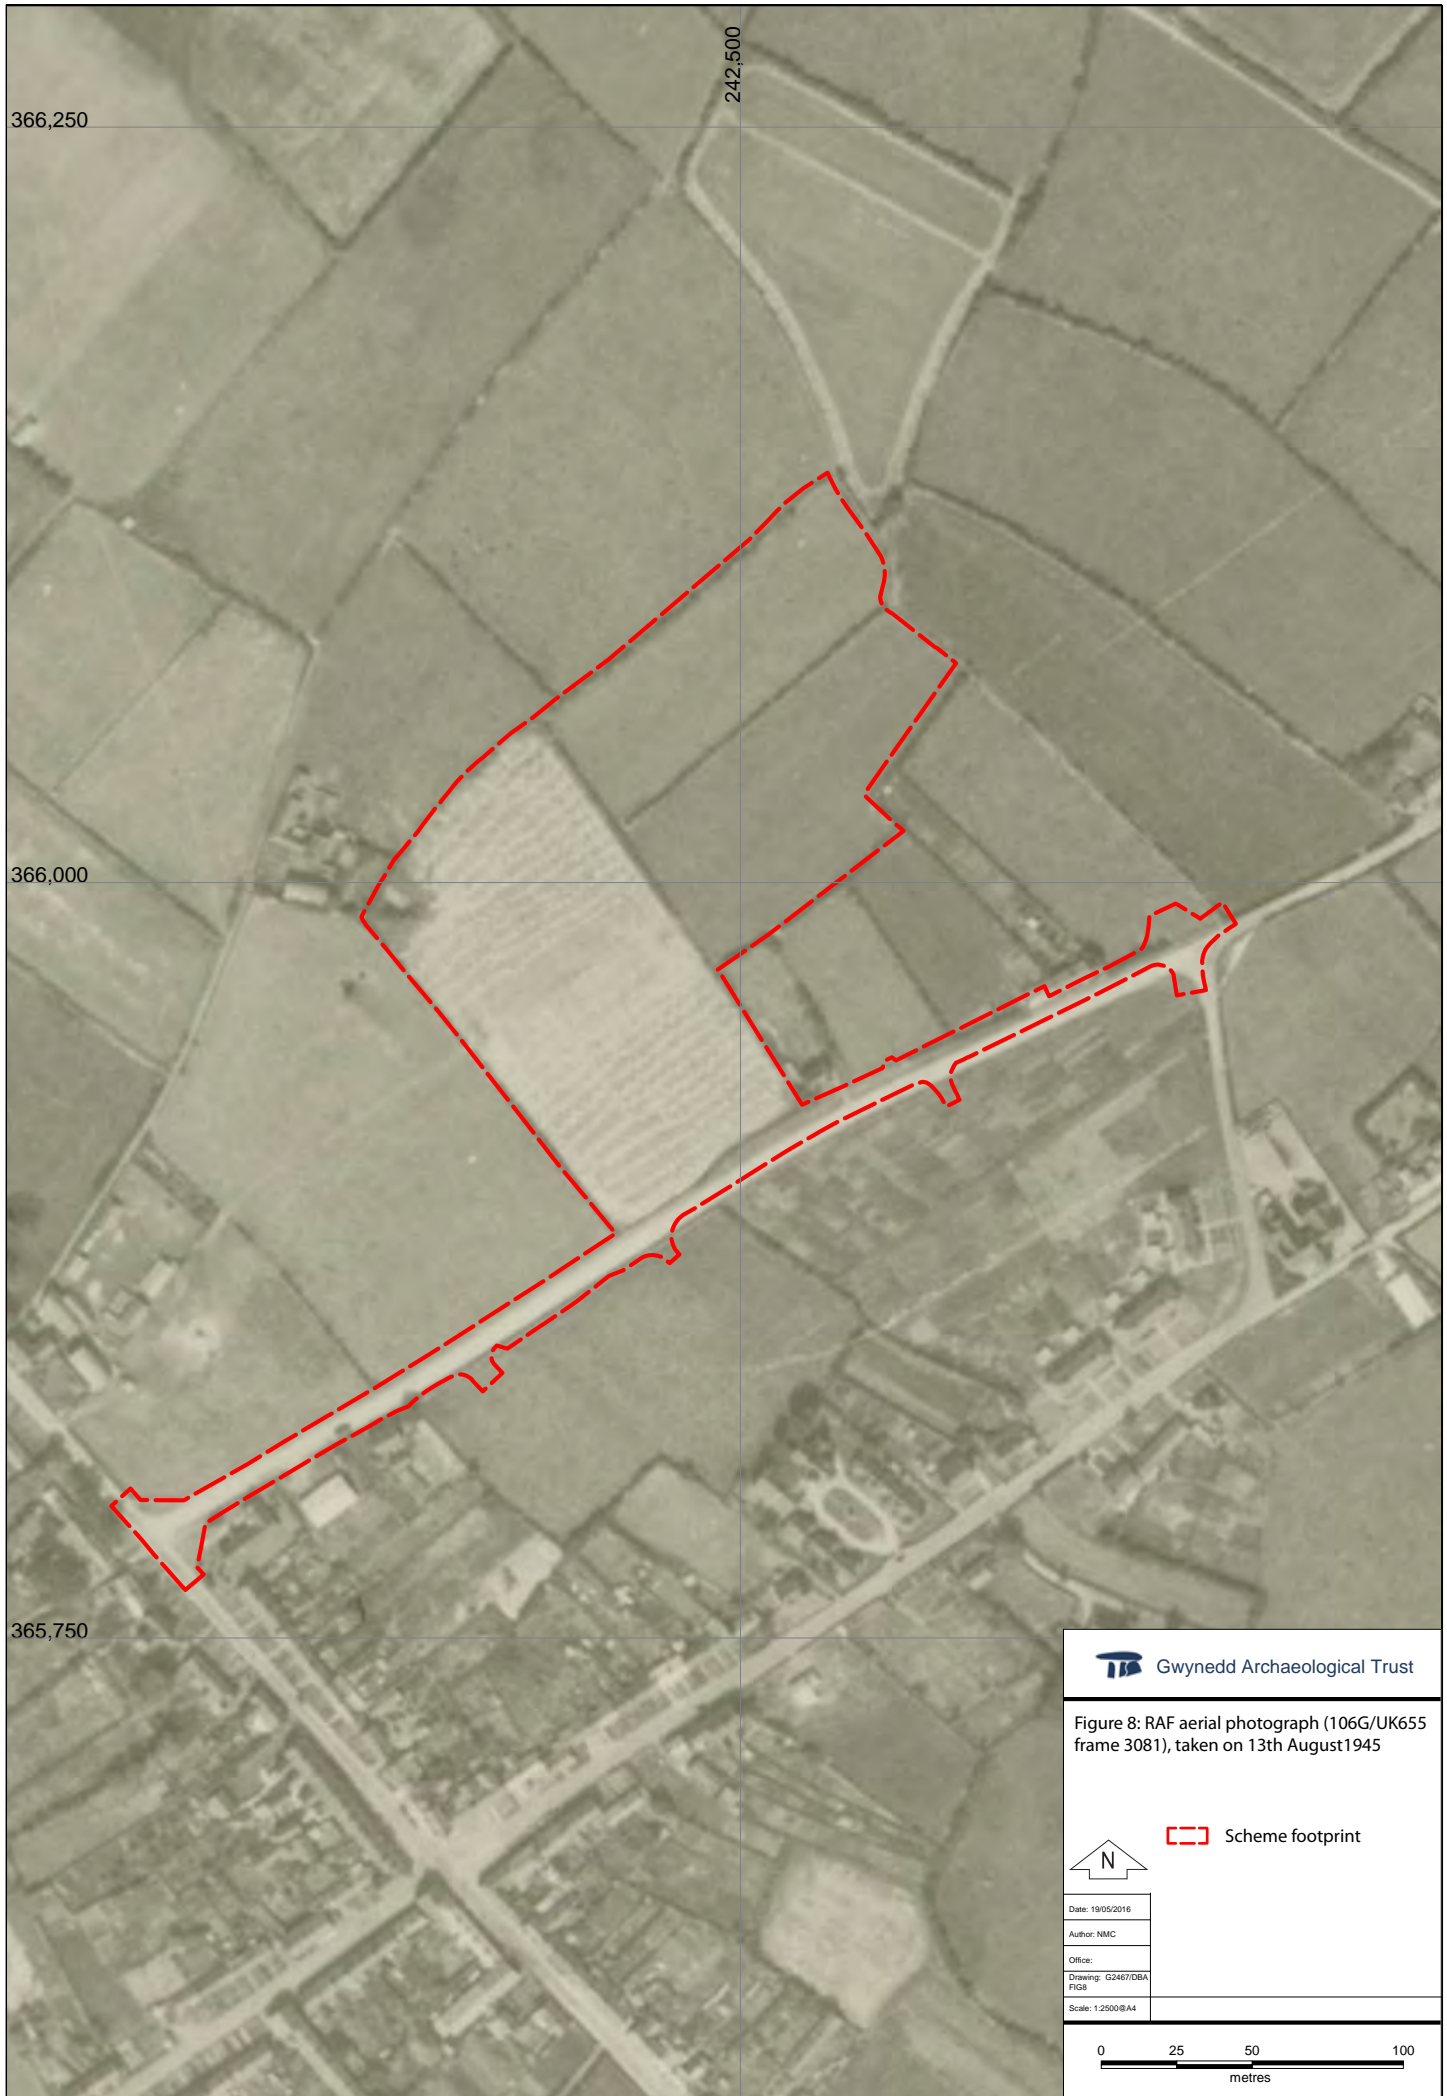 242,500
366,250
366,000
365,750
Gwynedd Archaeological Trust
Figure 8: RAF aerial photograph (106G/UK655
frame 3081), taken on 13th August1945
Scheme footprint
N
Date: 19/05/2016
Author: NMC
Office:
Drawing: G2467/DBA
FIG8
Scale: 1:2500@A4
0 25 50 100
metres